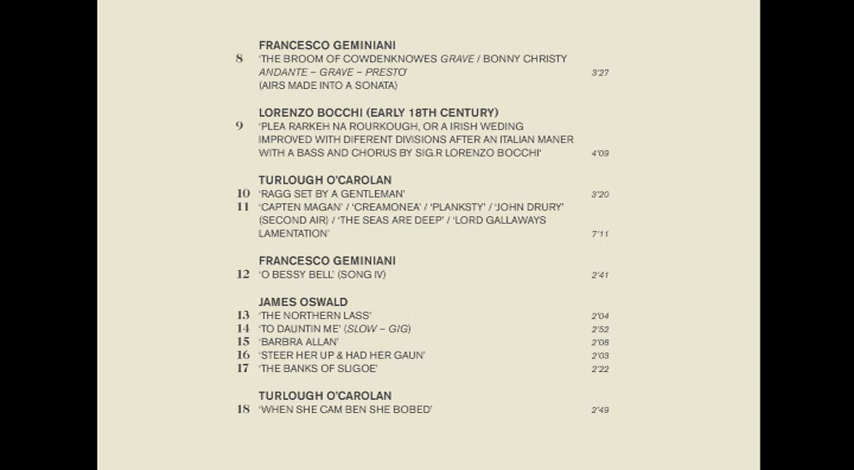 FRANCESCO GEMINIANI
8 'THE BROOM OF COWDENKNOWES GRAVE / BONNY CHRISTY
ANDANTE – GRAVE – PRESTO' 3'27
(AIRS MADE INTO A SONATA)
LORENZO BOCCHI (EARLY 18TH CENTURY)
9 'PLEA RARKEH NA ROURKOUGH, OR A IRISH WEDING
IMPROVED WITH DIFERENT DIVISIONS AFTER AN ITALIAN MANER
WITH A BASS AND CHORUS BY SIG.R LORENZO BOCCHI' 4'09
TURLOUGH O'CAROLAN
10 'RAGG SET BY A GENTLEMAN' 3'20
11 'CAPTEN MAGAN' / 'CREAMONEA' / 'PLANKSTY' / 'JOHN DRURY'
(SECOND AIR) / 'THE SEAS ARE DEEP' / 'LORD GALLAWAYS
LAMENTATION' 7'11
FRANCESCO GEMINIANI
12 'O BESSY BELL' (SONG IV) 2'41
JAMES OSWALD
13 'THE NORTHERN LASS' 2'04
14 'TO DAUNTIN ME' (SLOW – GIG) 2'52
15 'BARBRA ALLAN' 2'08
16 'STEER HER UP & HAD HER GAUN' 2'03
17 'THE BANKS OF SLIGOE' 2'22
TURLOUGH O'CAROLAN
18 'WHEN SHE CAM BEN SHE BOBED' 2'49